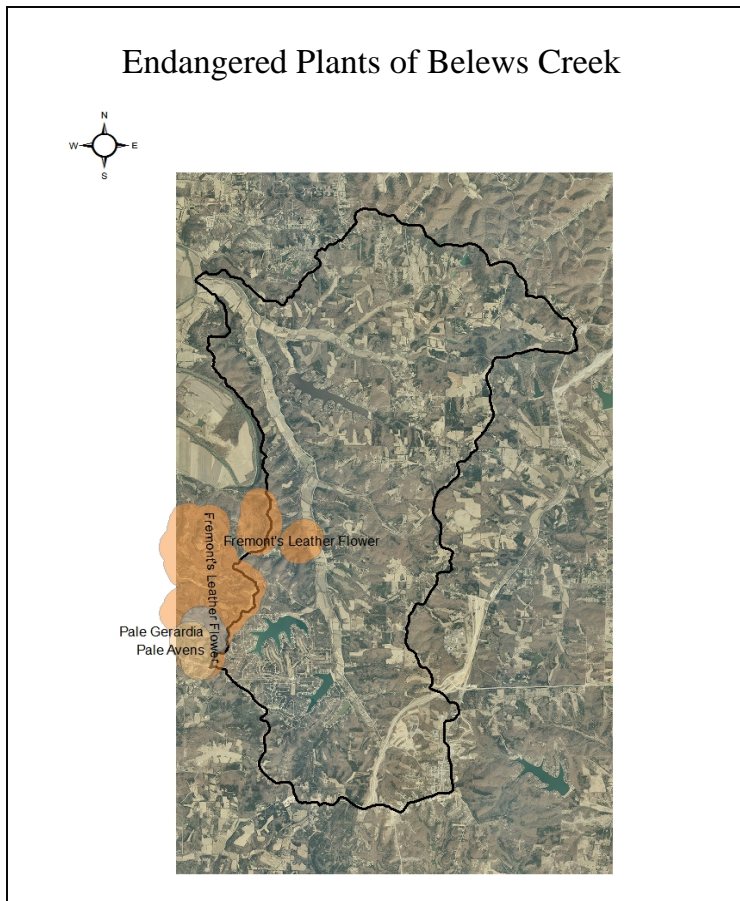 Endangered Plants of Belews Creek
N
W E
S
Fremont's Leather Flower
Fremont's Leather Flower
Pale Gerardia
Pale Avens